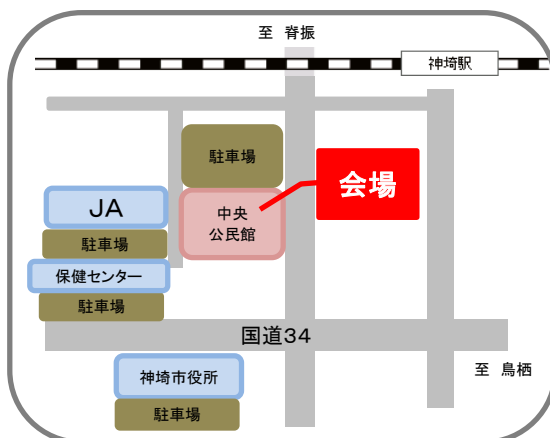 至 脊振
神埼駅
駐車場
会場
JA
中央
公民館
駐車場
保健センター
駐車場
国道34
至 鳥栖
神埼市役所
駐車場